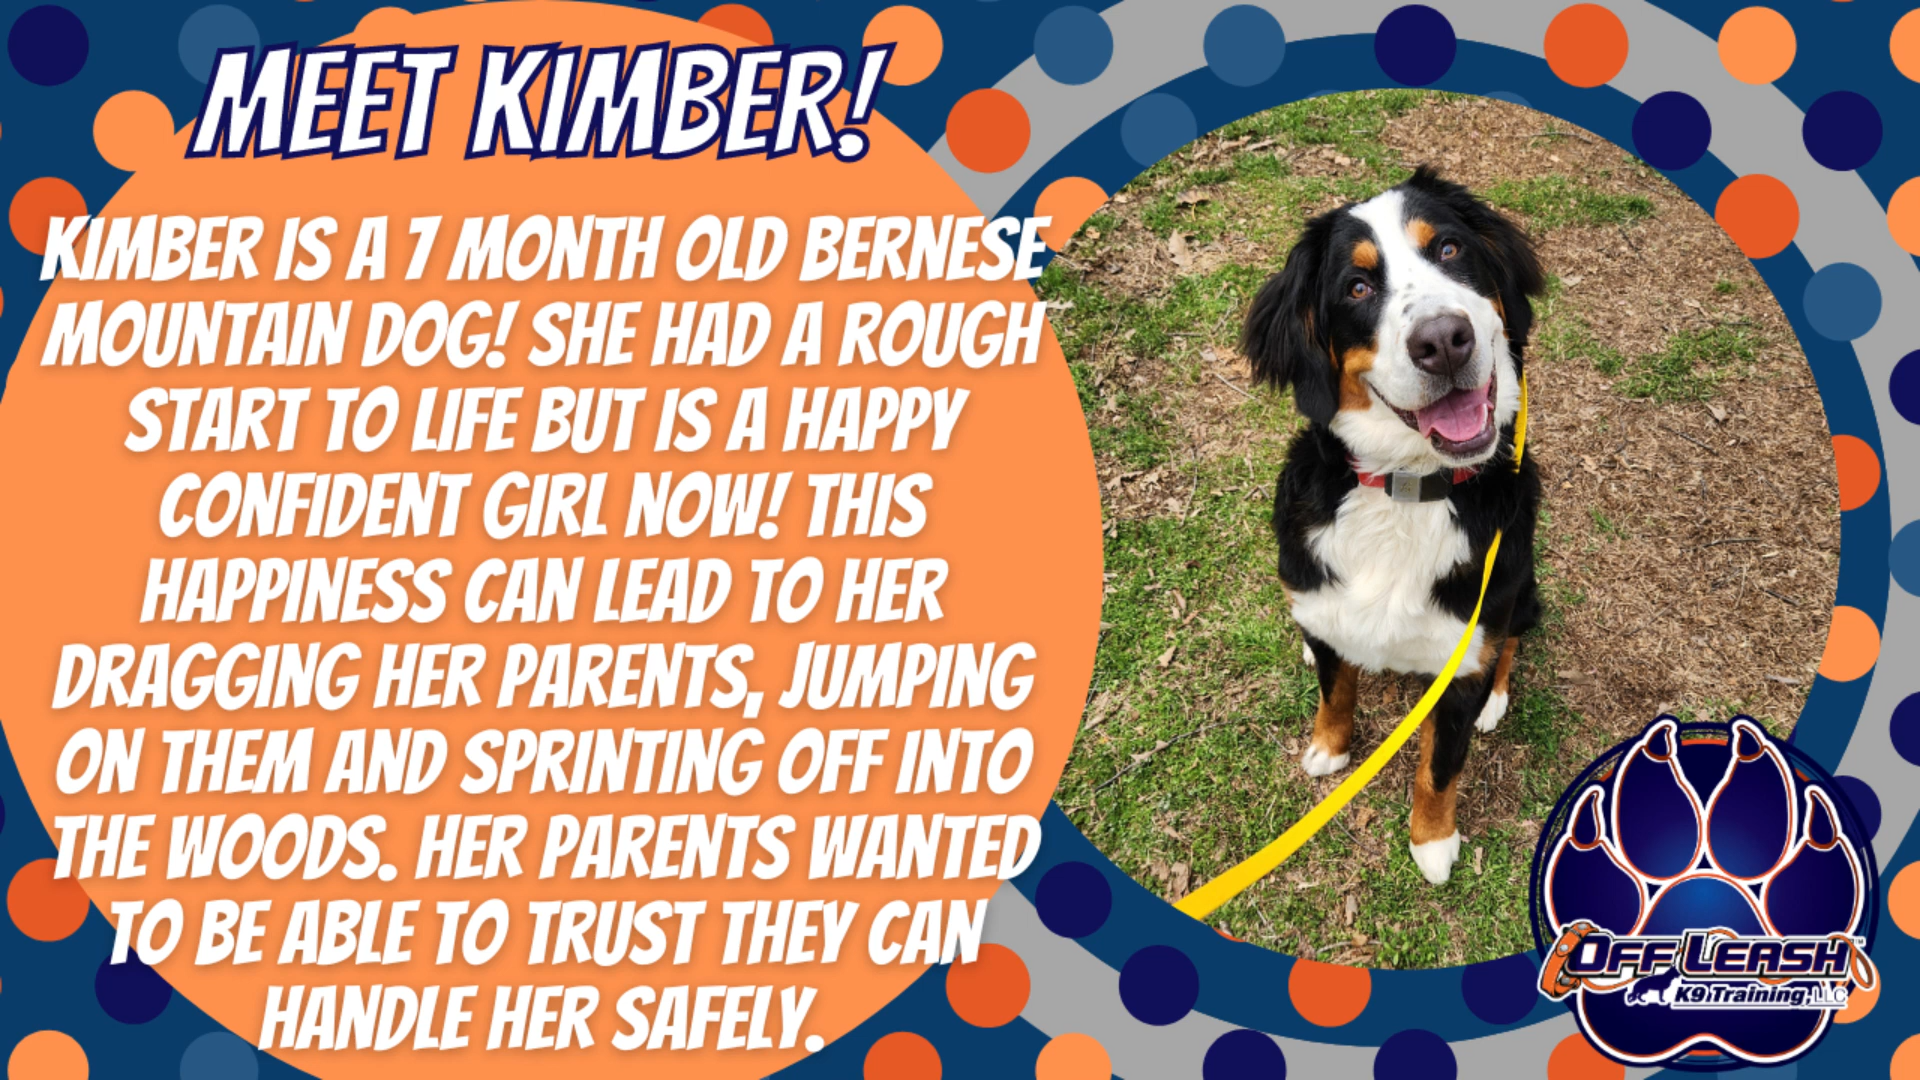 MEET KIMBER!
KIMBER IS A 7 MONTH OLD BERNESE
MOUNTAIN DOG! SHE HAD A ROUGH
START TO LIFE BUT IS A HAPPY
CONFIDENT GIRL NOW! THIS
HAPPINESS CAN LEAD TO HER
DRAGGING HER PARENTS, JUMPING
ON THEM AND SPRINTING OFF INTO
THE WOODS. HER PARENTS WANTED
TO BE ABLE TO TRUST THEY CAN
HANDLE HER SAFELY.
OFF LEASH™
K9 Training, LLC